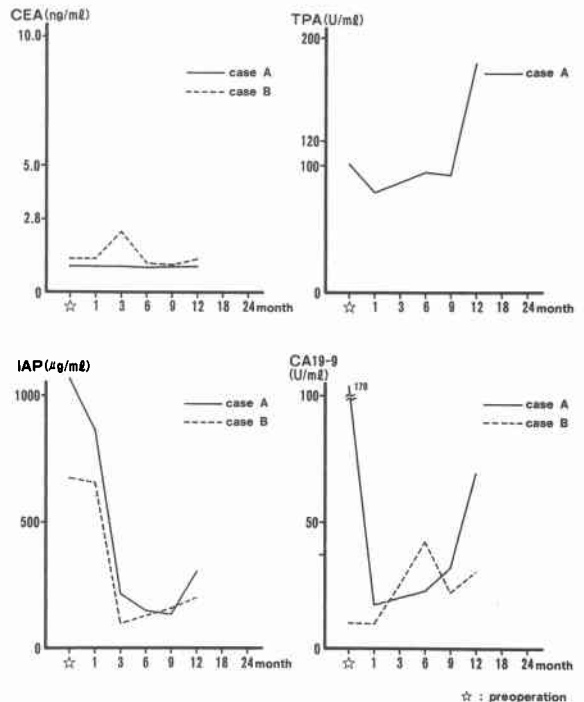 CEA(ng/mℓ)
10.0
5.0
2.8
0
case A
case B
☆ 1 3 6 9 12 18 24 month
TPA(U/mℓ)
200
120
100
0
case A
☆ 1 3 6 9 12 18 24 month
IAP(μg/mℓ)
1000
500
0
case A
case B
☆ 1 3 6 9 12 18 24 month
CA19-9
(U/mℓ)
100
50
0
case A
case B
☆ 1 3 6 9 12 18 24 month
☆ : preoperation